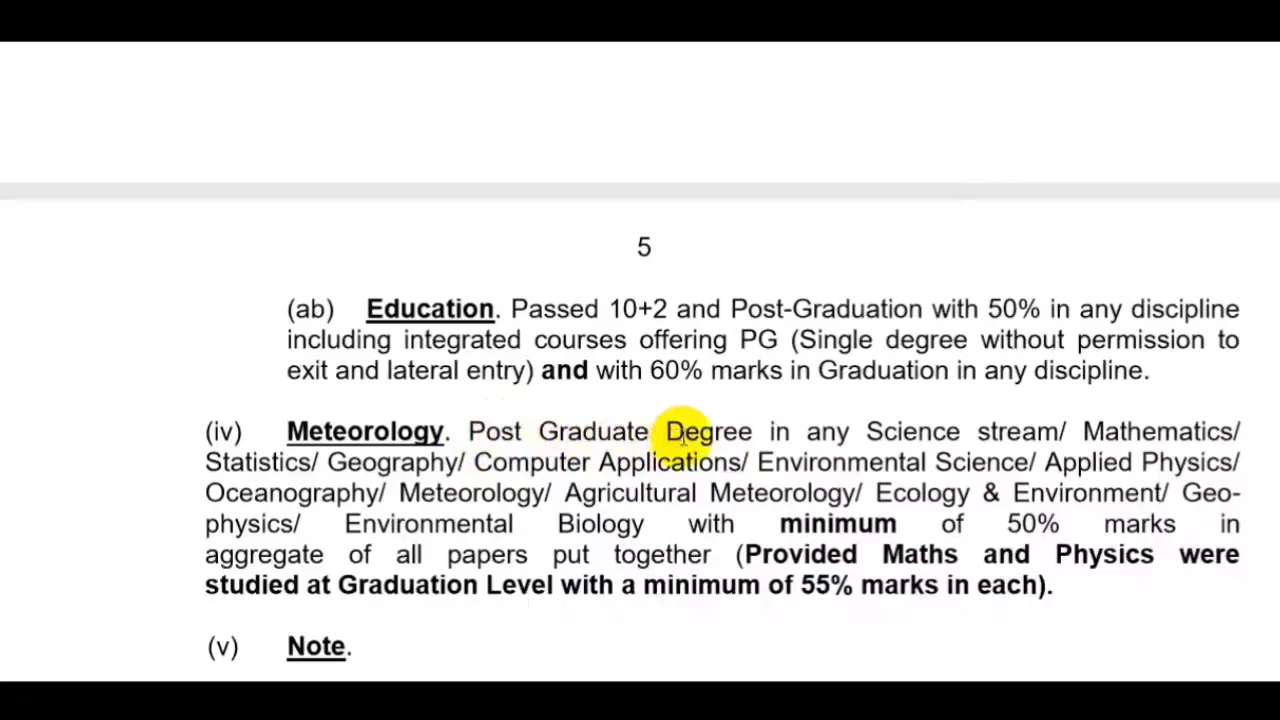 5
(ab) Education. Passed 10+2 and Post-Graduation with 50% in any discipline
including integrated courses offering PG (Single degree without permission to
exit and lateral entry) and with 60% marks in Graduation in any discipline.
(iv) Meteorology. Post Graduate Degree in any Science stream/ Mathematics/
Statistics/ Geography/ Computer Applications/ Environmental Science/ Applied Physics/
Oceanography/ Meteorology/ Agricultural Meteorology/ Ecology & Environment/ Geo-
physics/ Environmental Biology with minimum of 50% marks in
aggregate of all papers put together (Provided Maths and Physics were
studied at Graduation Level with a minimum of 55% marks in each).
(v) Note.